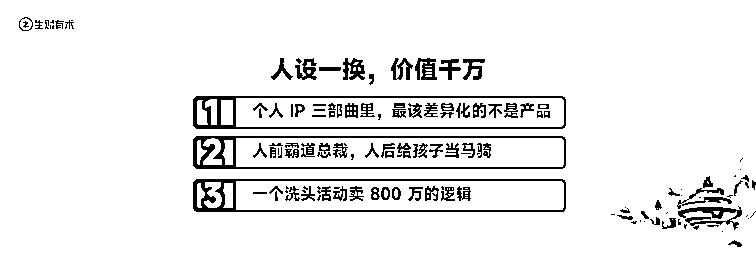 生财有术
人设一换，价值千万
1 个人 IP 三部曲里，最该差异化的不是产品
2 人前霸道总裁，人后给孩子当马骑
3 一个洗头活动卖 800 万的逻辑